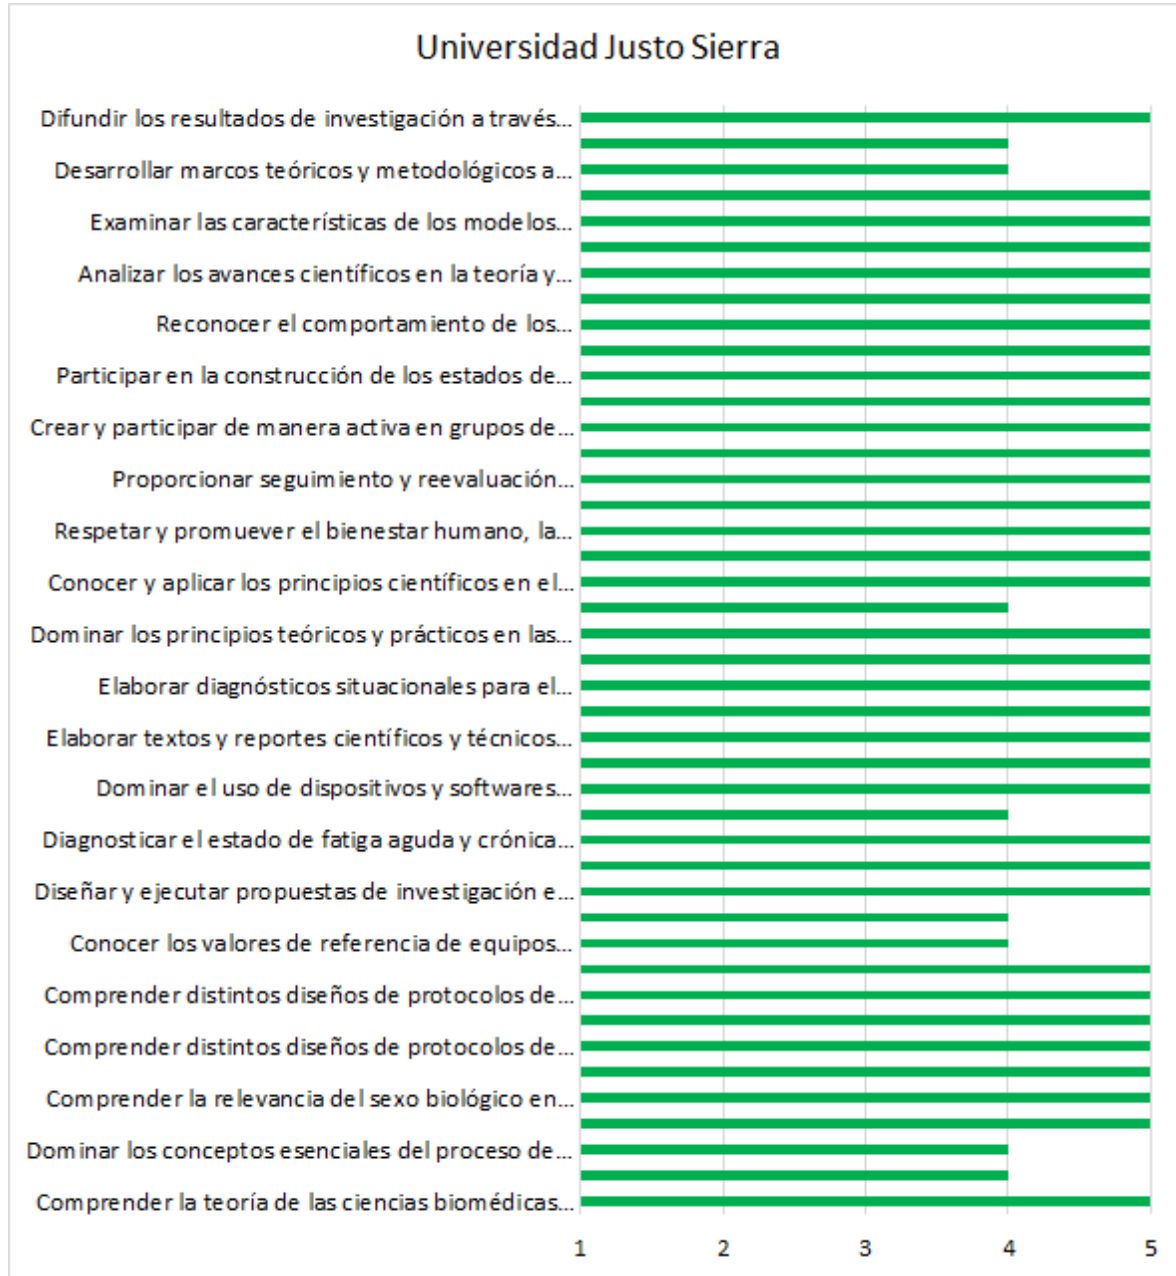 Universidad Justo Sierra
Difundir los resultados de investigación a través...
Desarrollar marcos teóricos y metodológicos a...
Examinar las características de los modelos...
Analizar los avances científicos en la teoría y...
Reconocer el comportamiento de los...
Participar en la construcción de los estados de...
Crear y participar de manera activa en grupos de...
Proporcionar seguimiento y reevaluación...
Respetar y promuever el bienestar humano, la...
Conocer y aplicar los principios científicos en el...
Dominar los principios teóricos y prácticos en las...
Elaborar diagnósticos situacionales para el...
Elaborar textos y reportes científicos y técnicos...
Dominar el uso de dispositivos y softwares...
Diagnosticar el estado de fatiga aguda y crónica...
Diseñar y ejecutar propuestas de investigación e...
Conocer los valores de referencia de equipos...
Comprender distintos diseños de protocolos de...
Comprender distintos diseños de protocolos de...
Comprender la relevancia del sexo biológico en...
Dominar los conceptos esenciales del proceso de...
Comprender la teoría de las ciencias biomédicas...
1 2 3 4 5